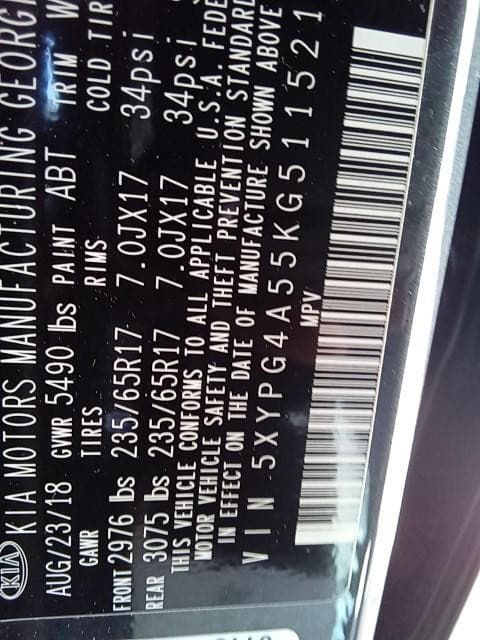 KIA KIA MOTORS MANUFACTURING GEORGI
AUG/23/18 GVWR 5490 lbs PAINT ABT TRIM W
GAWR TIRES RIMS COLD TIR
FRONT 2976 lbs 235/65R17 7.0JX17 34psi
REAR 3075 lbs 235/65R17 7.0JX17 34psi
THIS VEHICLE CONFORMS TO ALL APPLICABLE U.S.A. FEDE
MOTOR VEHICLE SAFETY AND THEFT PREVENTION STANDARD
IN EFFECT ON THE DATE OF MANUFACTURE SHOWN ABOVE
VIN 5XYPG4A55KG511521
MPV